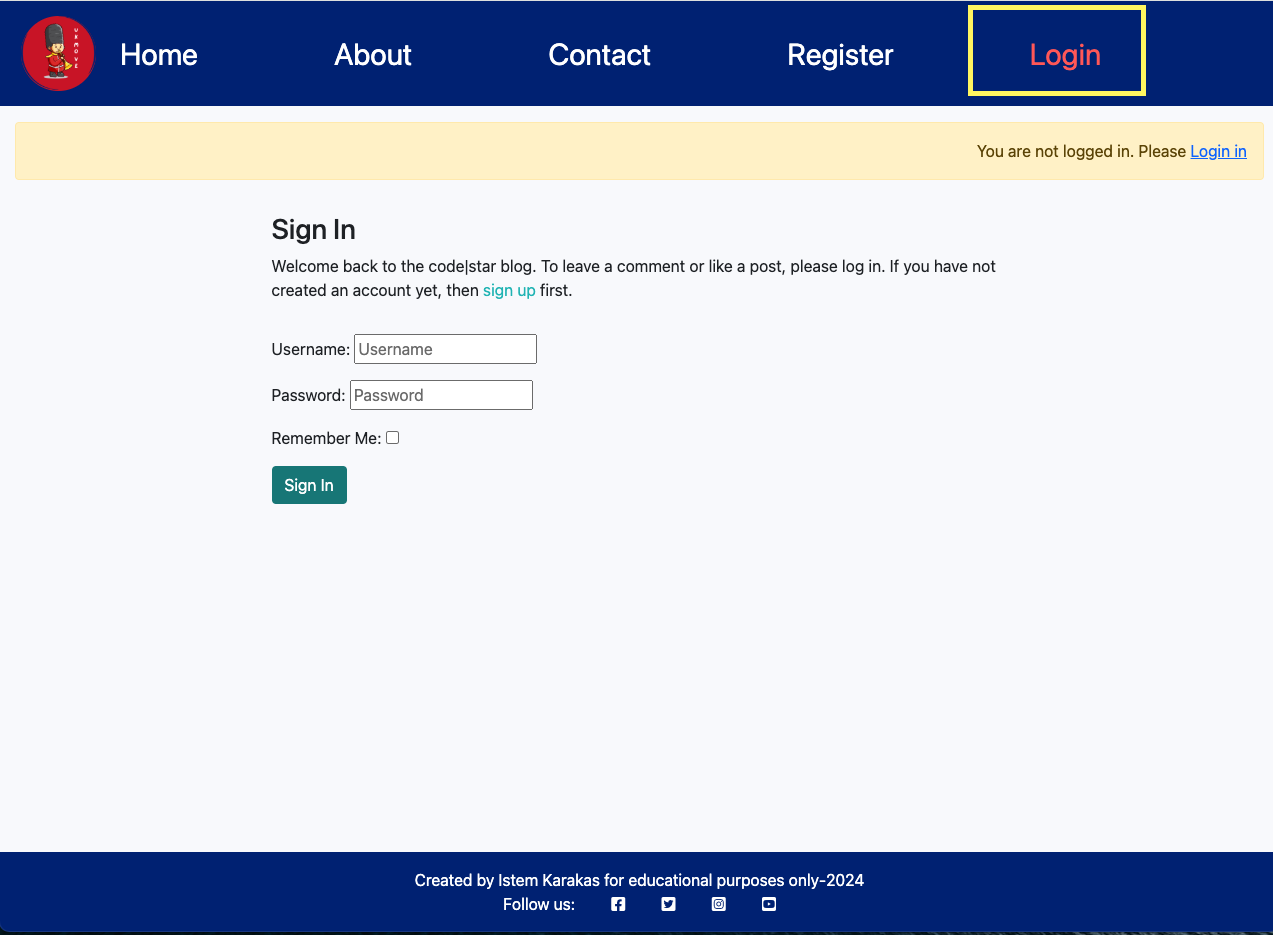 UKMOVE
Home About Contact Register Login
You are not logged in. Please Login in
Sign In
Welcome back to the code|star blog. To leave a comment or like a post, please log in. If you have not
created an account yet, then sign up first.
Username: Username
Password: Password
Remember Me:
Sign In
Created by Istem Karakas for educational purposes only-2024
Follow us: